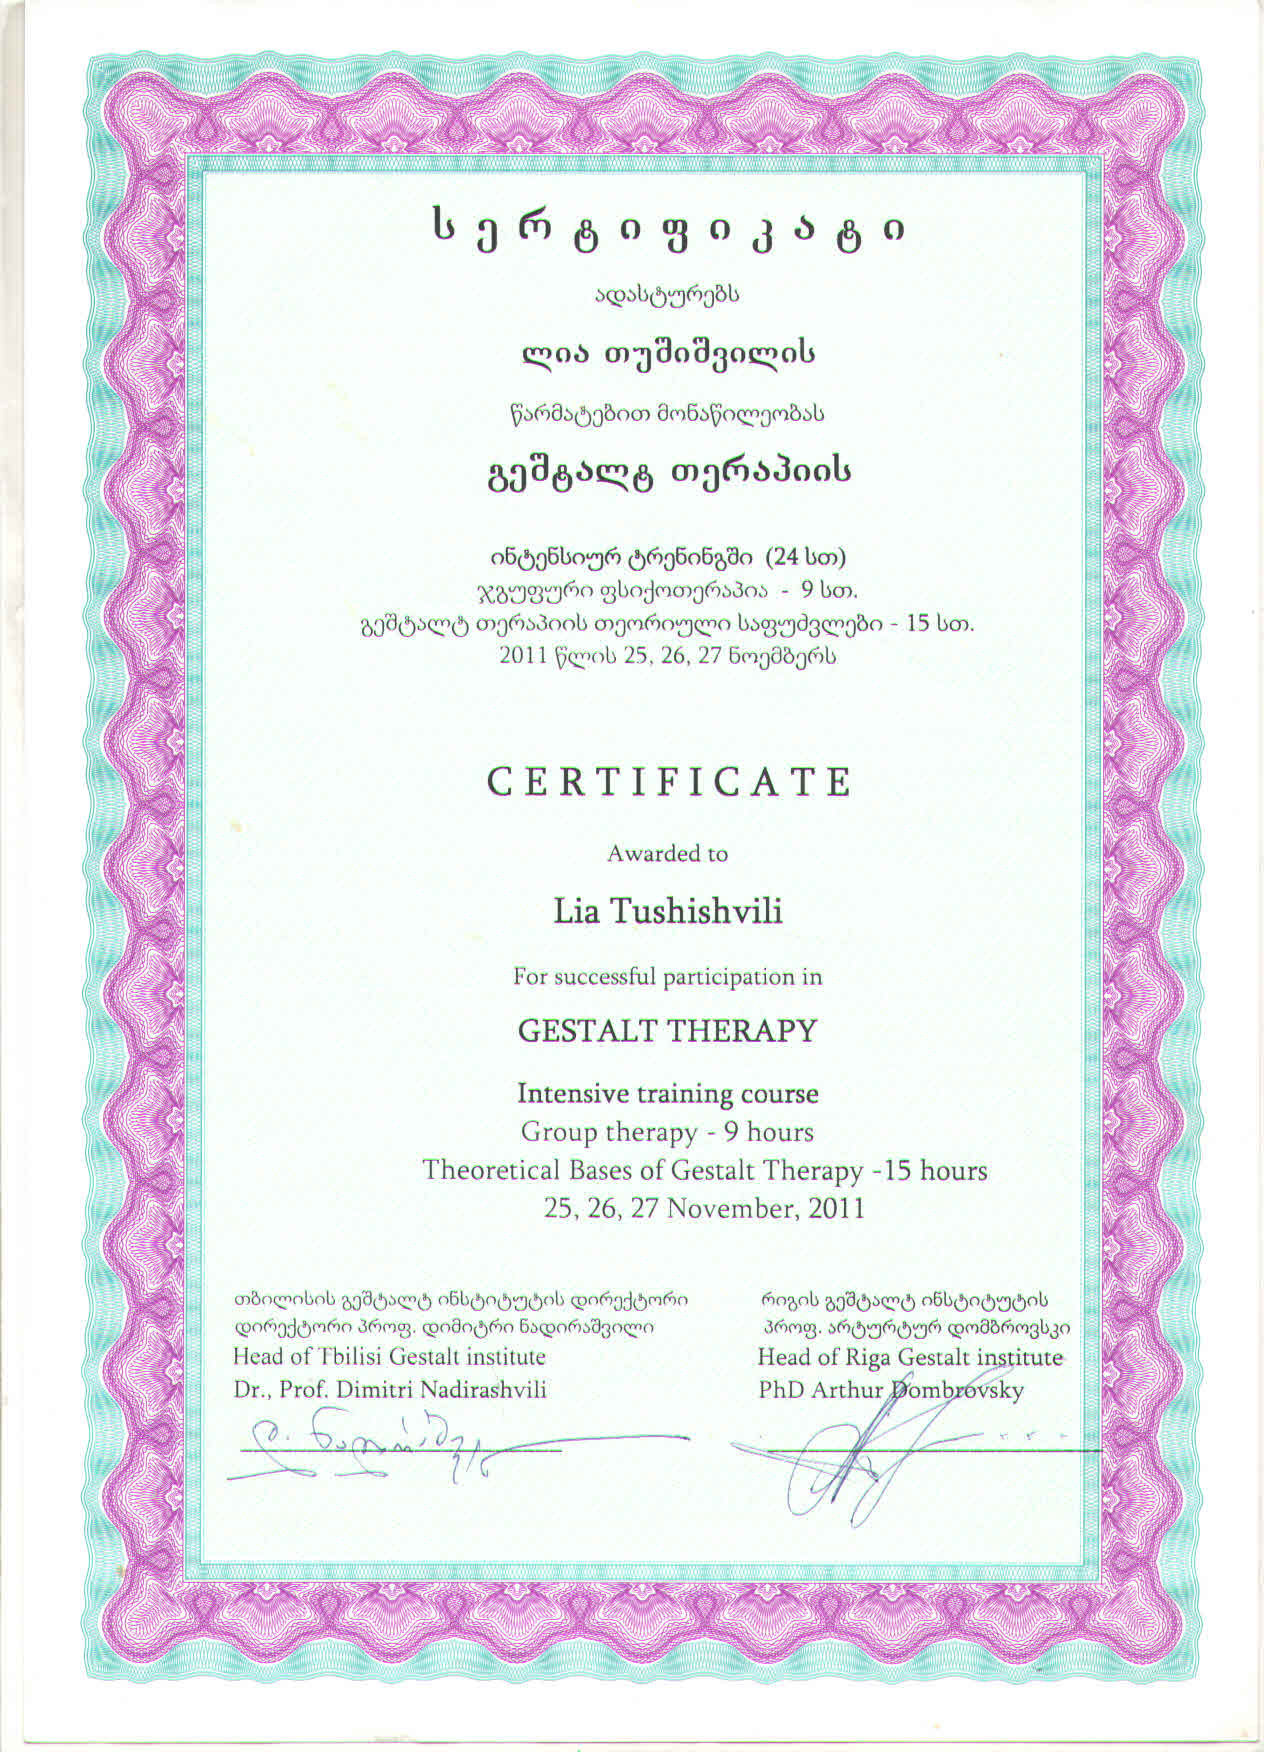 სერტიფიკატი
ადასტურებს
ლია თუშიშვილის
წარმატებით მონაწილეობას
გეშტალტ თერაპიის
ინტენსიურ ტრენინგში (24 სთ)
ჯგუფური ფსიქოთერაპია - 9 სთ.
გეშტალტ თერაპიის თეორიული საფუძვლები - 15 სთ.
2011 წლის 25, 26, 27 ნოემბერს
CERTIFICATE
Awarded to
Lia Tushishvili
For successful participation in
GESTALT THERAPY
Intensive training course
Group therapy - 9 hours
Theoretical Bases of Gestalt Therapy -15 hours
25, 26, 27 November, 2011
თბილისის გეშტალტ ინსტიტუტის დირექტორი
დირექტორი პროფ. დიმიტრი ნადირაშვილი
Head of Tbilisi Gestalt institute
Dr., Prof. Dimitri Nadirashvili
რიგის გეშტალტ ინსტიტუტის
პროფ. არტურტურ დომბროვსკი
Head of Riga Gestalt institute
PhD Arthur Dombrovsky